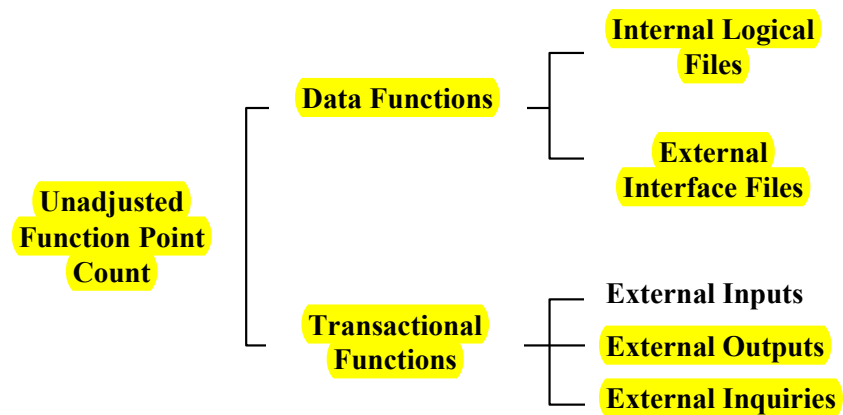 Unadjusted
Function Point
Count
Data Functions
Internal Logical
Files
External
Interface Files
Transactional
Functions
External Inputs
External Outputs
External Inquiries